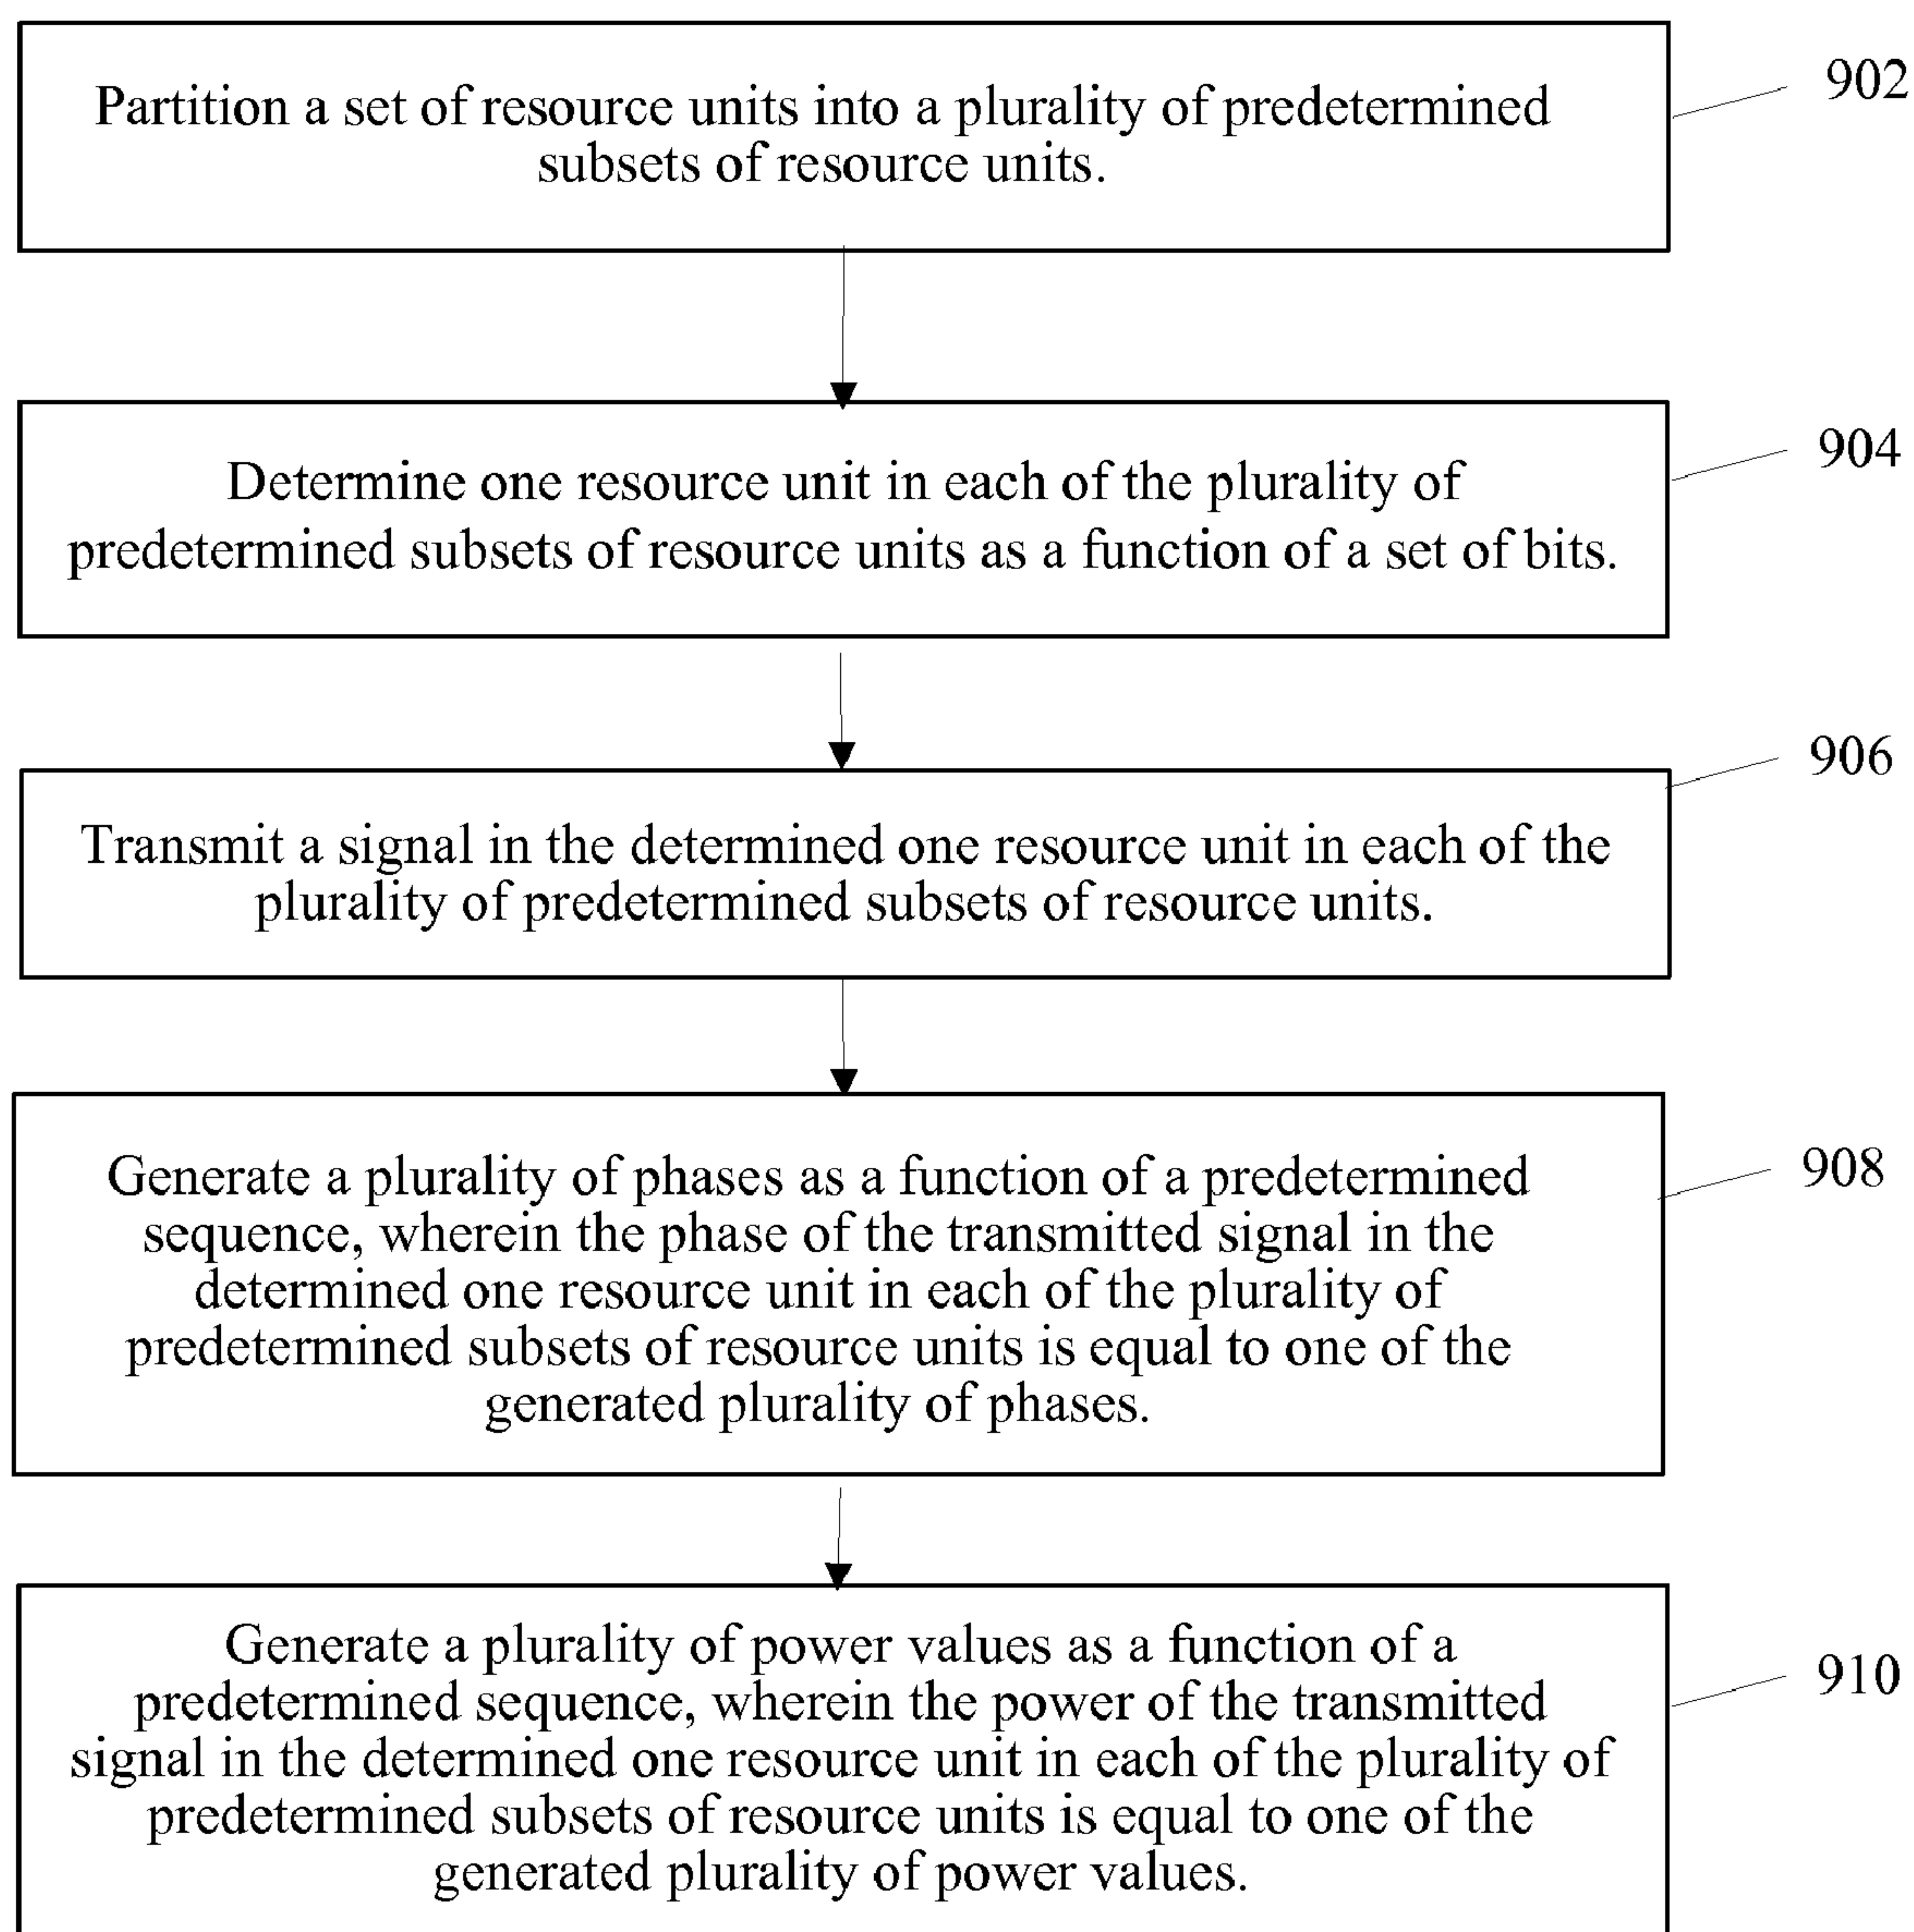 Partition a set of resource units into a plurality of predetermined
subsets of resource units.
902
Determine one resource unit in each of the plurality of
predetermined subsets of resource units as a function of a set of bits.
904
Transmit a signal in the determined one resource unit in each of the
plurality of predetermined subsets of resource units.
906
Generate a plurality of phases as a function of a predetermined
sequence, wherein the phase of the transmitted signal in the
determined one resource unit in each of the plurality of
predetermined subsets of resource units is equal to one of the
generated plurality of phases.
908
Generate a plurality of power values as a function of a
predetermined sequence, wherein the power of the transmitted
signal in the determined one resource unit in each of the plurality of
predetermined subsets of resource units is equal to one of the
generated plurality of power values.
910